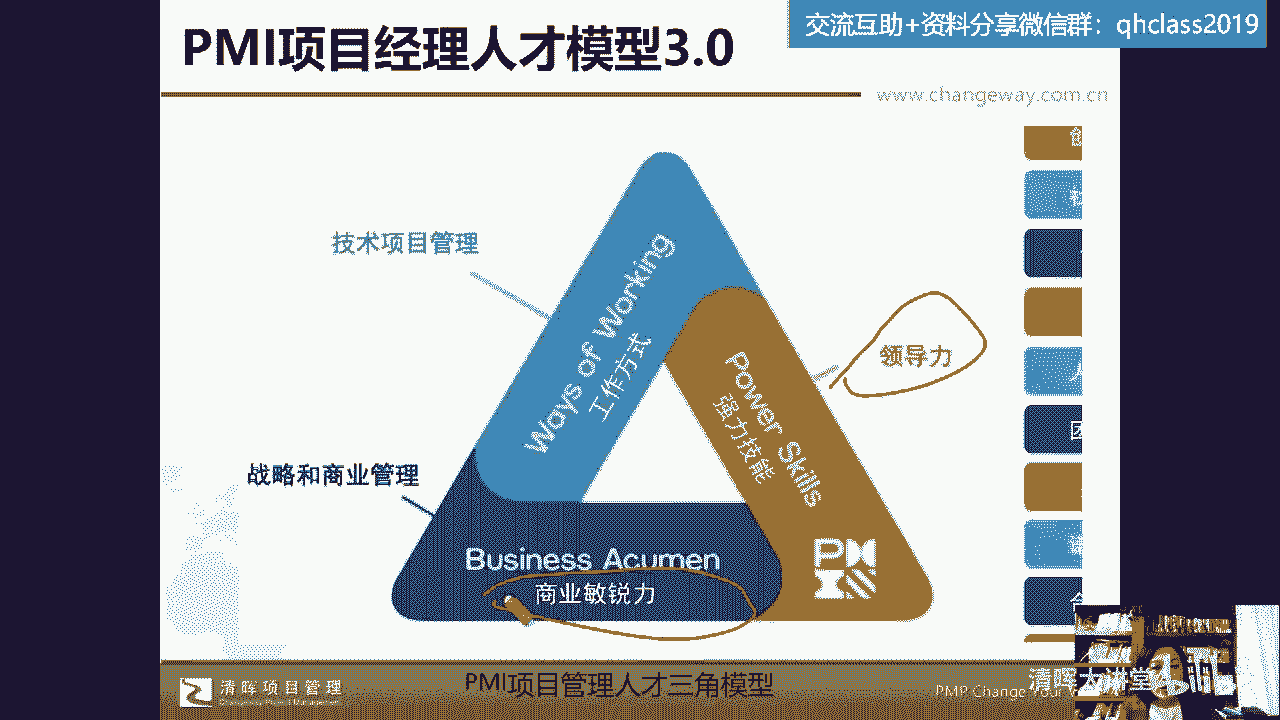 PMI项目经理人才模型3.0
交流互助+资料分享微信群：qhclass2019
www.changeway.com.cn
技术项目管理
Ways of Working
工作方式
Power Skills
强力技能
领导力
战略和商业管理
Business Acumen
商业敏锐力
PMI
清晖项目管理
PMI项目管理人才三角模型
PMP Change Your
清晖大讲堂